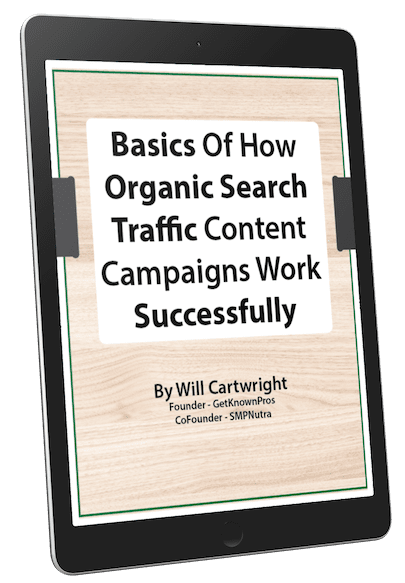 Basics Of How
Organic Search
Traffic Content
Campaigns Work
Successfully
By Will Cartwright
Founder - GetKnownPros
CoFounder - SMPNutra